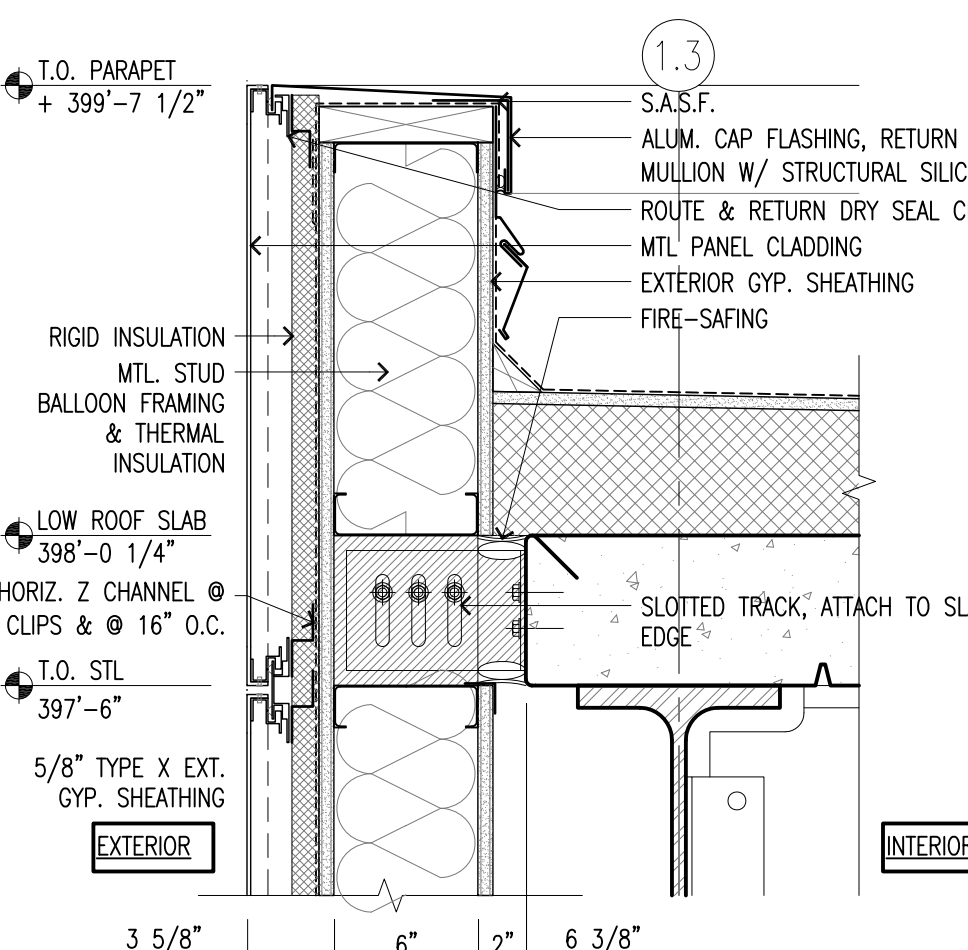 1.3
T.O. PARAPET
+ 399'-7 1/2"
S.A.S.F.
ALUM. CAP FLASHING, RETURN
MULLION W/ STRUCTURAL SILIC
ROUTE & RETURN DRY SEAL C
MTL PANEL CLADDING
EXTERIOR GYP. SHEATHING
FIRE-SAFING
RIGID INSULATION
MTL. STUD
BALLOON FRAMING
& THERMAL
INSULATION
LOW ROOF SLAB
398'-0 1/4"
HORIZ. Z CHANNEL @
CLIPS & @ 16" O.C.
SLOTTED TRACK, ATTACH TO SL
EDGE
T.O. STL
397'-6"
5/8" TYPE X EXT.
GYP. SHEATHING
EXTERIOR
INTERIOR
3 5/8"
6"
2"
6 3/8"